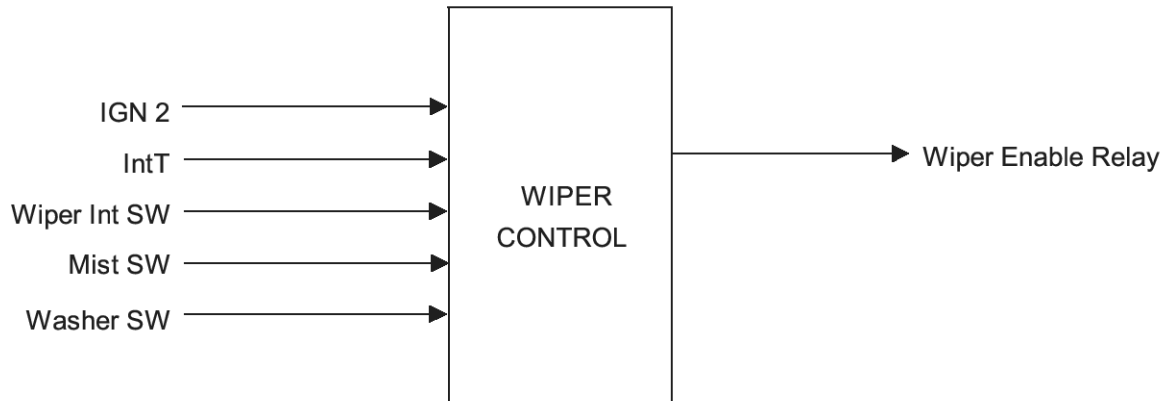 IGN 2
IntT
Wiper Int SW
Mist SW
Washer SW
WIPER
CONTROL
Wiper Enable Relay